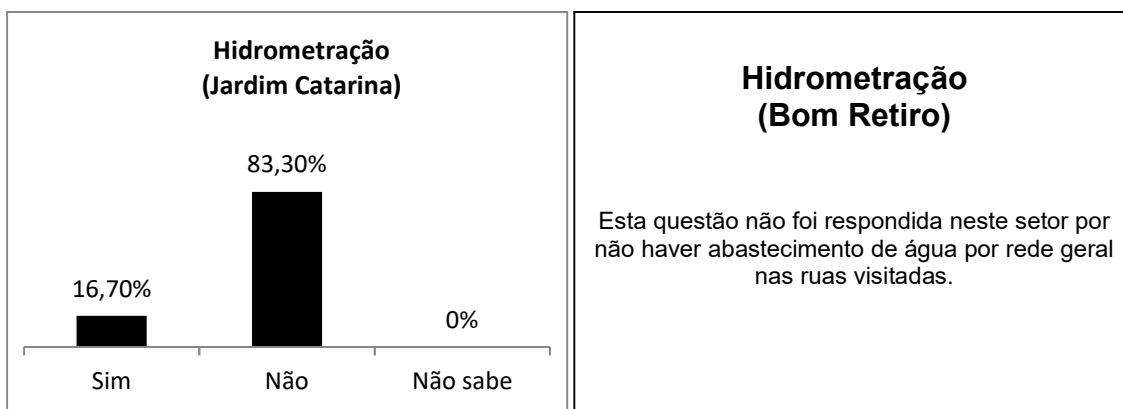 Hidrometração
(Jardim Catarina)
83,30%
16,70%
0%
Sim
Não
Não sabe
Hidrometração
(Bom Retiro)
Esta questão não foi respondida neste setor por
não haver abastecimento de água por rede geral
nas ruas visitadas.